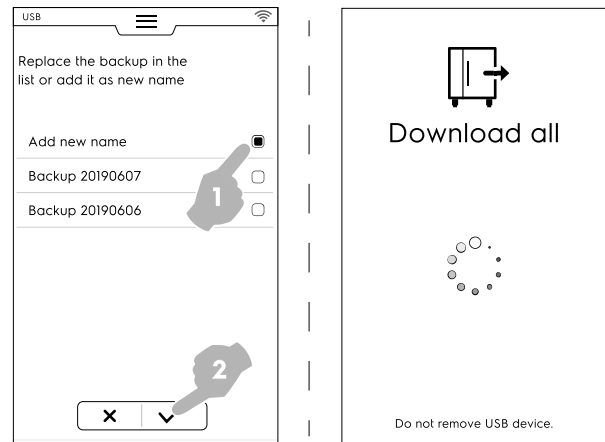 USB
Replace the backup in the
list or add it as new name
Add new name
Backup 20190607
Backup 20190606
1
2
Download all
Do not remove USB device.